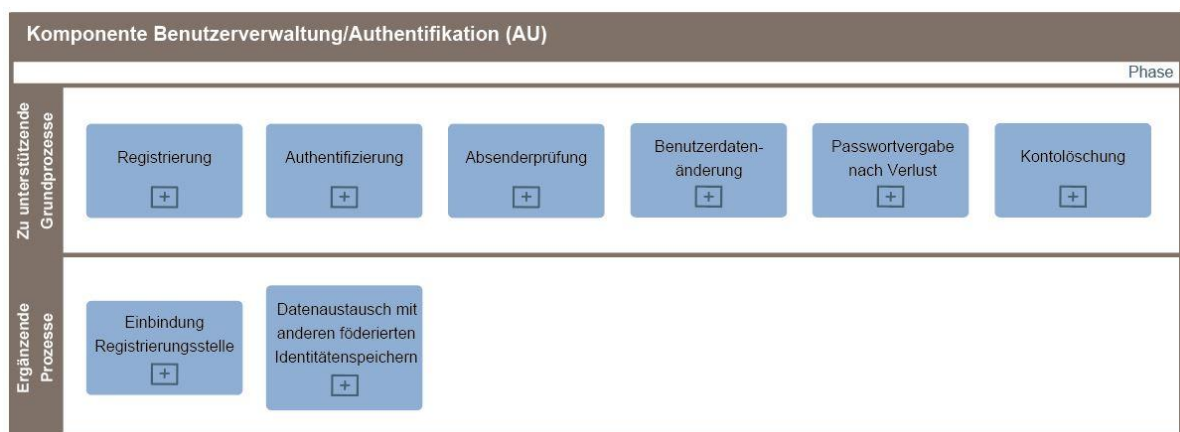 Komponente Benutzerverwaltung/Authentifikation (AU)
Phase
Zu unterstützende
Grundprozesse
Registrierung
Authentifizierung
Absenderprüfung
Benutzerdaten-
änderung
Passwortvergabe
nach Verlust
Kontolöschung
Ergänzende
Prozesse
Einbindung
Registrierungsstelle
Datenaustausch mit
anderen föderierten
Identitätenspeichern